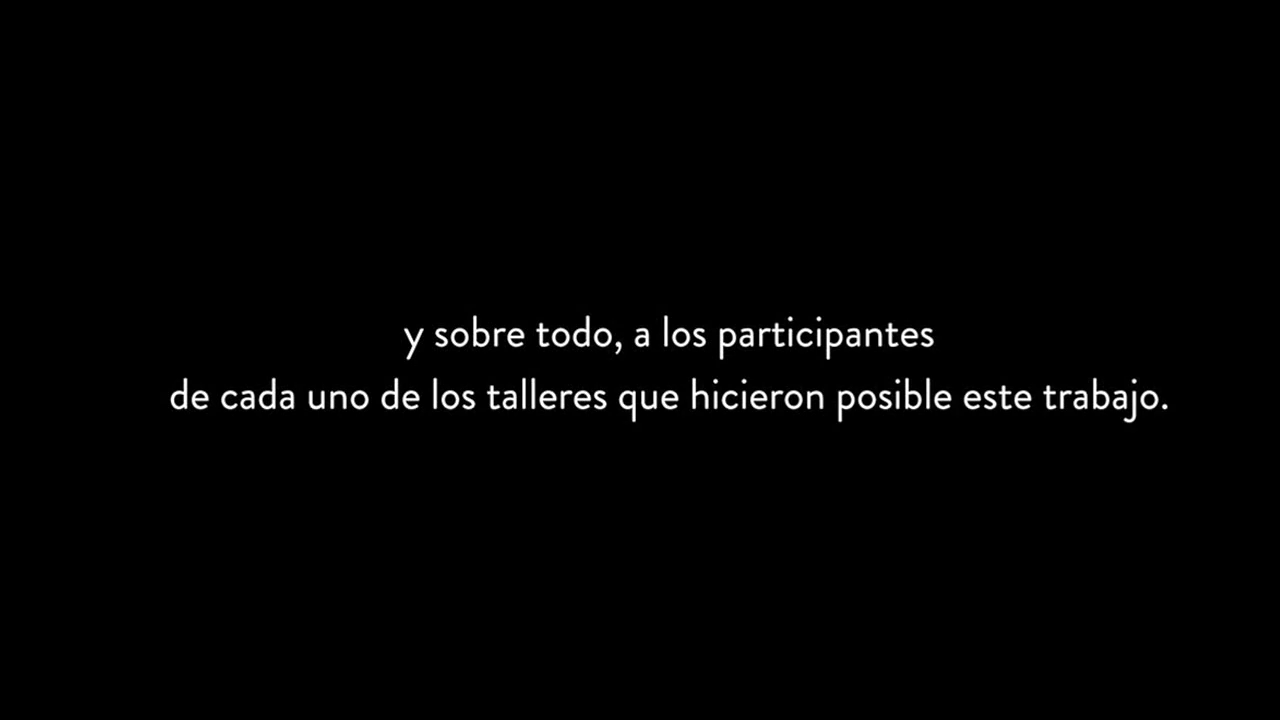 y sobre todo, a los participantes
de cada uno de los talleres que hicieron posible este trabajo.